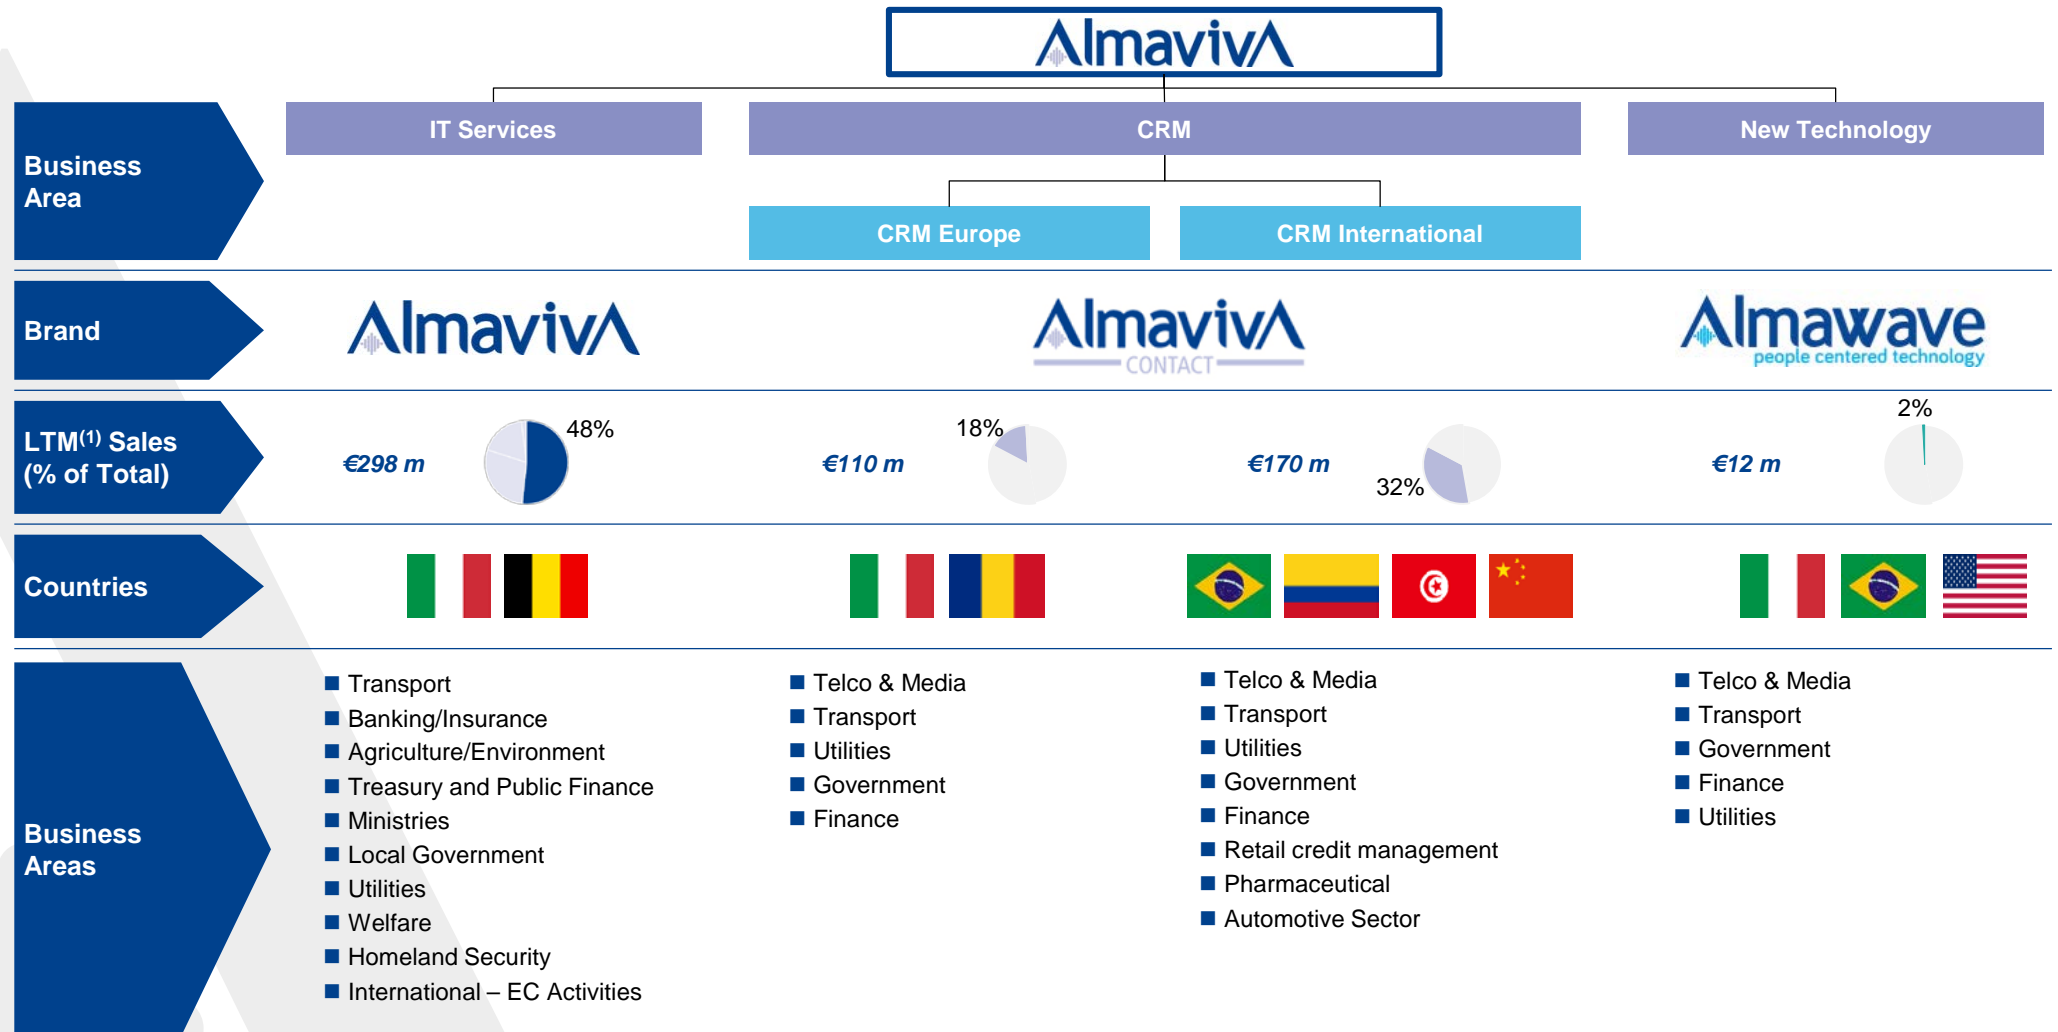 AlmavivA
IT Services
CRM
New Technology
Business
Area
CRM Europe
CRM International
Brand
AlmavivA
AlmavivA
CONTACT
Almawave
people centered technology
LTM(1) Sales
(% of Total)
€298 m
48%
€110 m
18%
€170 m
32%
€12 m
2%
Countries
Business
Areas
■ Transport
■ Banking/Insurance
■ Agriculture/Environment
■ Treasury and Public Finance
■ Ministries
■ Local Government
■ Utilities
■ Welfare
■ Homeland Security
■ International – EC Activities
■ Telco & Media
■ Transport
■ Utilities
■ Government
■ Finance
■ Telco & Media
■ Transport
■ Utilities
■ Government
■ Finance
■ Retail credit management
■ Pharmaceutical
■ Automotive Sector
■ Telco & Media
■ Transport
■ Government
■ Finance
■ Utilities